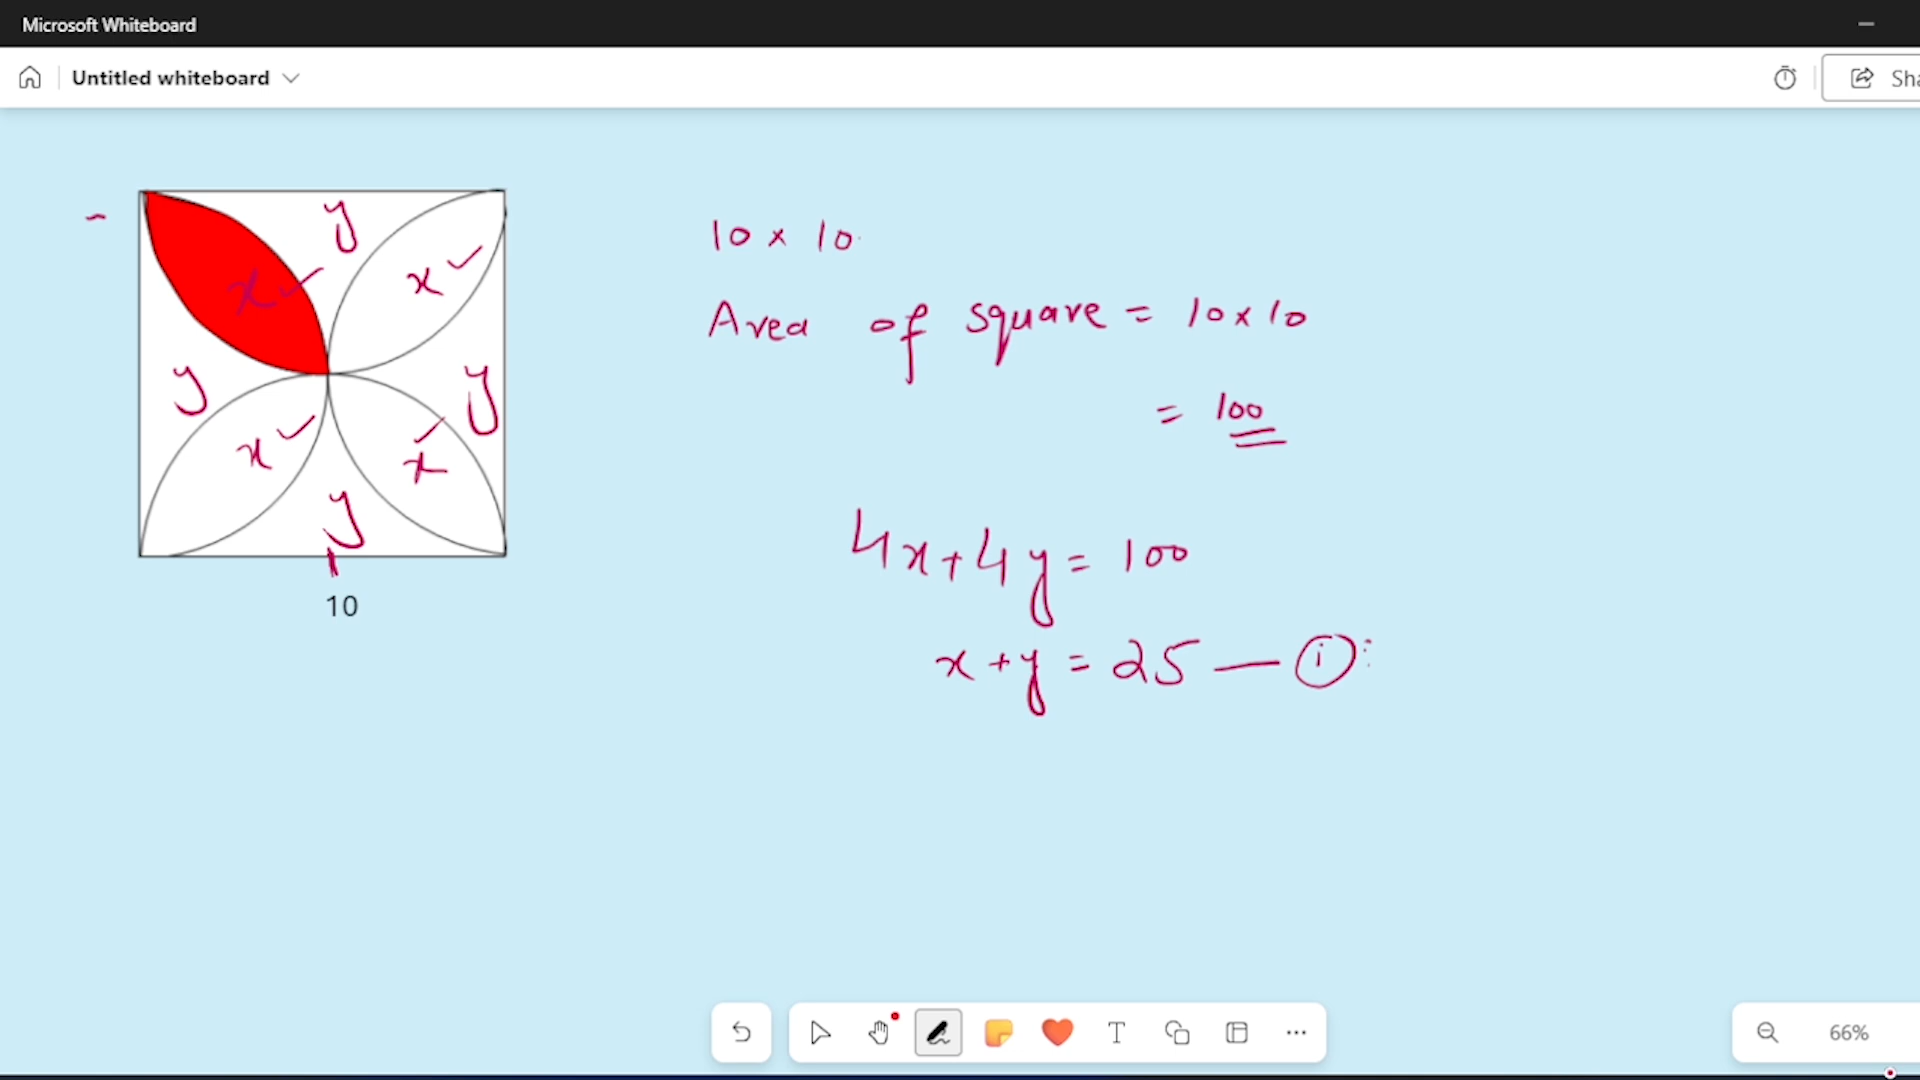 Microsoft Whiteboard
Untitled whiteboard
Sha
10 × 10
Area of square = 10 × 10
= 100
4x + 4y = 100
x + y = 25 — (i)
y
x
x
y
y
x
x
y
10
66%